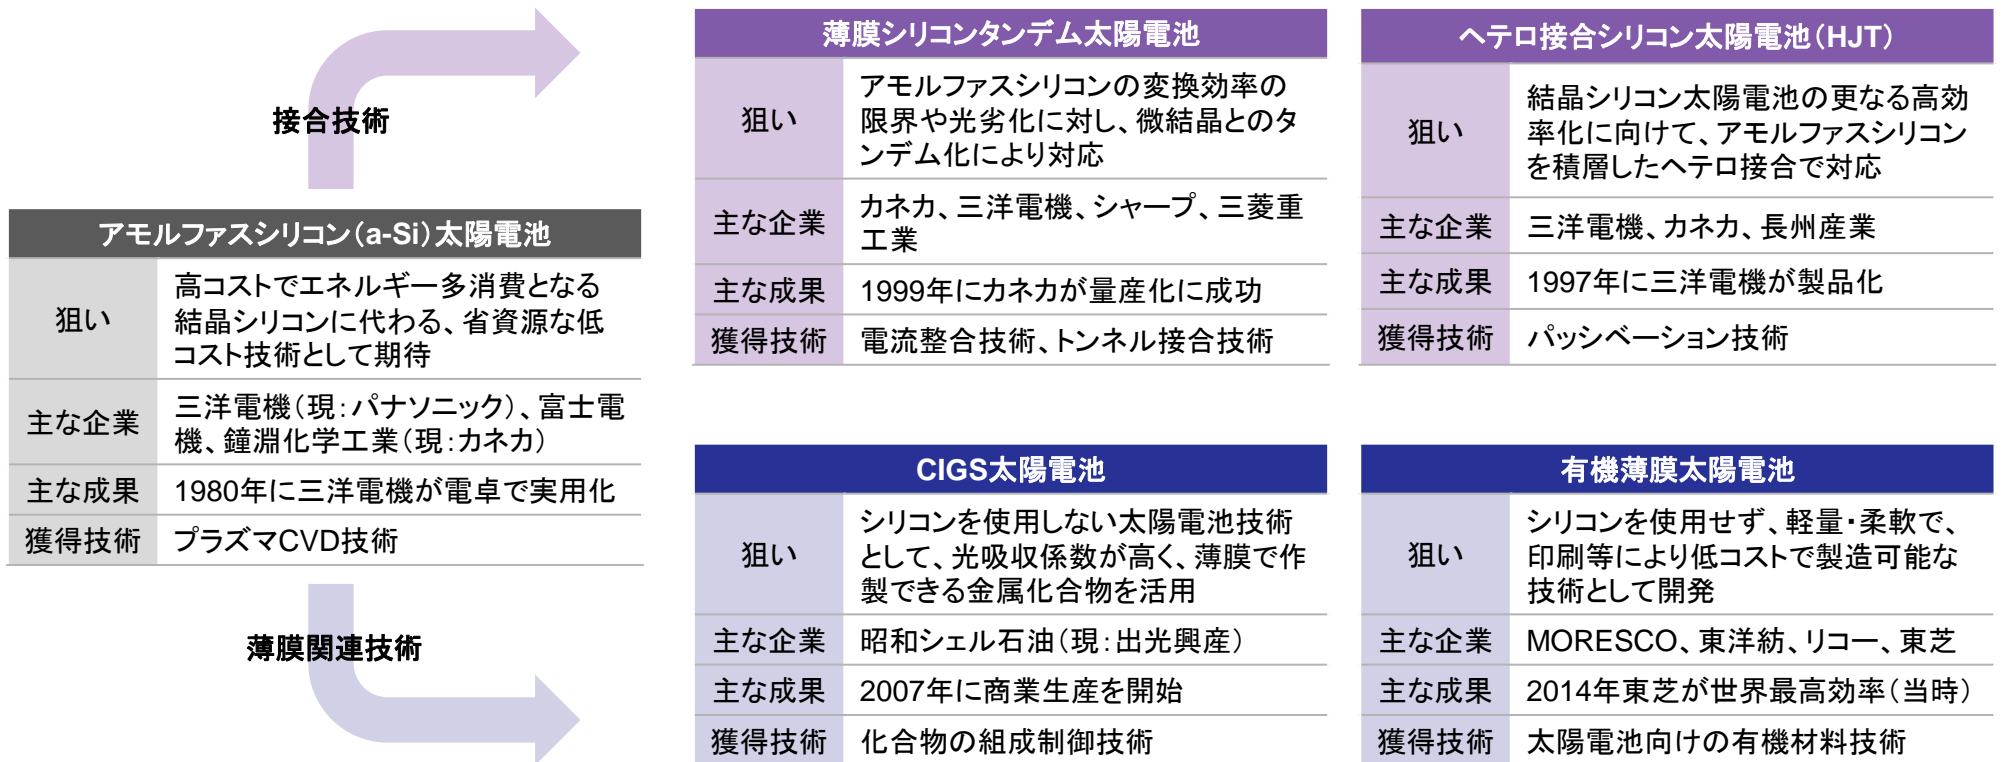 接合技術
アモルファスシリコン（a-Si）太陽電池
狙い
高コストでエネルギー多消費となる
結晶シリコンに代わる、省資源な低
コスト技術として期待
主な企業
三洋電機（現：パナソニック）、富士電
機、鐘淵化学工業（現：カネカ）
主な成果
1980年に三洋電機が電卓で実用化
獲得技術
プラズマCVD技術
薄膜関連技術
薄膜シリコンタンデム太陽電池
狙い
アモルファスシリコンの変換効率の
限界や光劣化に対し、微結晶とのタ
ンデム化により対応
主な企業
カネカ、三洋電機、シャープ、三菱重
工業
主な成果
1999年にカネカが量産化に成功
獲得技術
電流整合技術、トンネル接合技術
ヘテロ接合シリコン太陽電池（HJT）
狙い
結晶シリコン太陽電池の更なる高効
率化に向けて、アモルファスシリコン
を積層したヘテロ接合で対応
主な企業
三洋電機、カネカ、長州産業
主な成果
1997年に三洋電機が製品化
獲得技術
パッシベーション技術
CIGS太陽電池
狙い
シリコンを使用しない太陽電池技術
として、光吸収係数が高く、薄膜で作
製できる金属化合物を活用
主な企業
昭和シェル石油（現：出光興産）
主な成果
2007年に商業生産を開始
獲得技術
化合物の組成制御技術
有機薄膜太陽電池
狙い
シリコンを使用せず、軽量・柔軟で、
印刷等により低コストで製造可能な
技術として開発
主な企業
MORESCO、東洋紡、リコー、東芝
主な成果
2014年東芝が世界最高効率（当時）
獲得技術
太陽電池向けの有機材料技術